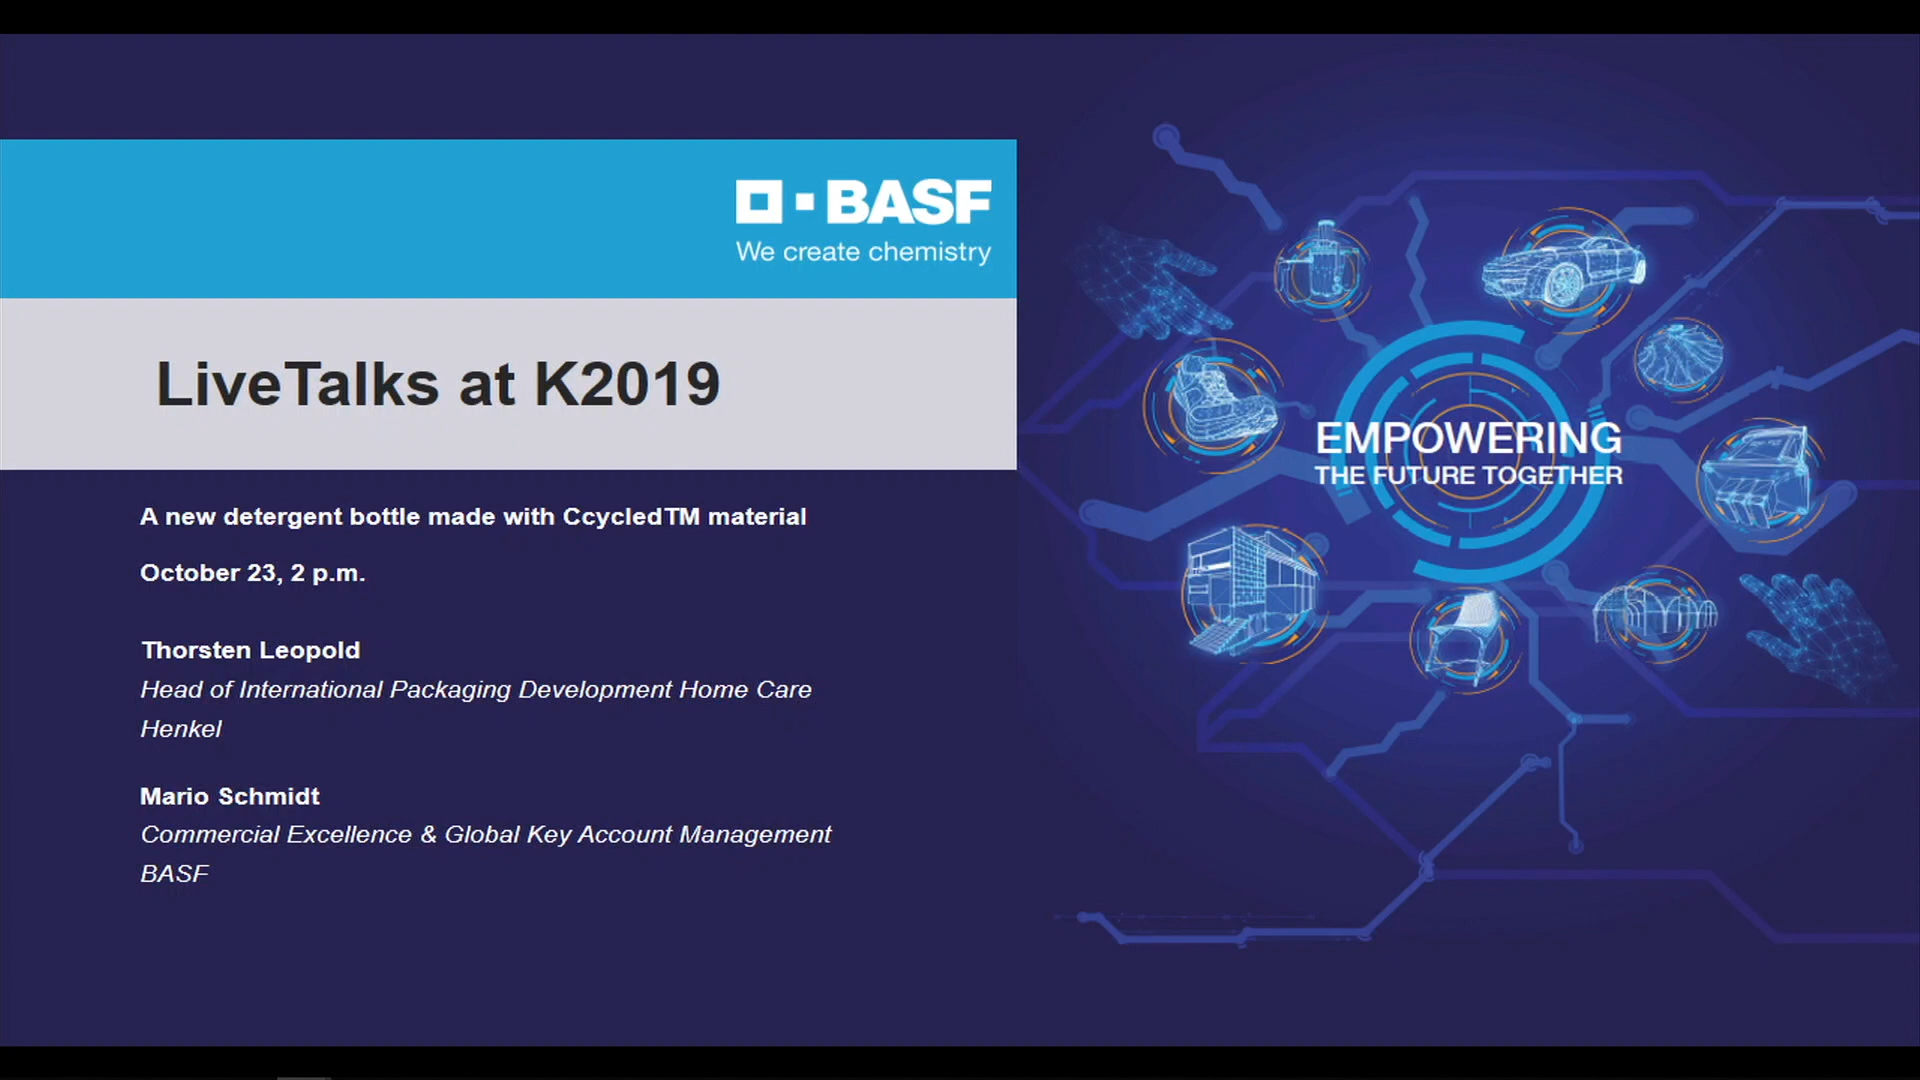 BASF
We create chemistry
LiveTalks at K2019
A new detergent bottle made with CcycledTM material
October 23, 2 p.m.
Thorsten Leopold
Head of International Packaging Development Home Care
Henkel
Mario Schmidt
Commercial Excellence & Global Key Account Management
BASF
EMPOWERING
THE FUTURE TOGETHER